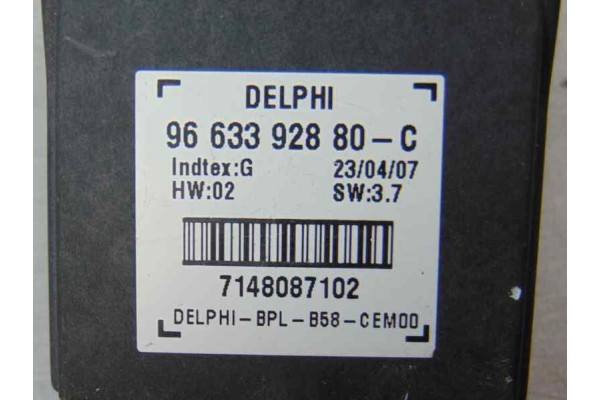 DELPHI
96 633 928 80-C
Indtex:G 23/04/07
HW:02 SW:3.7
7148087102
DELPHI-BPL-B58-CEM00